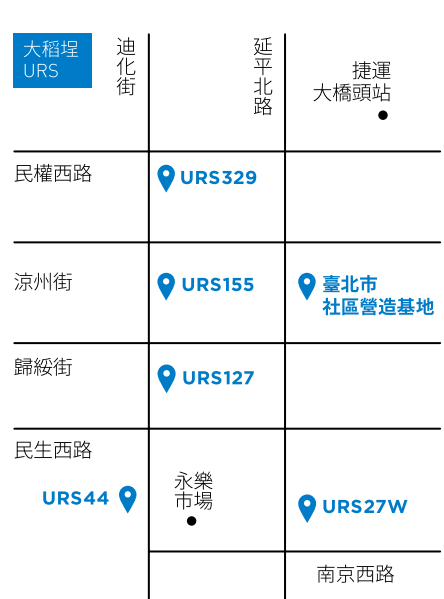 大稻埕
URS
迪化街
延平北路
捷運
大橋頭站
民權西路
URS329
涼州街
URS155
臺北市
社區營造基地
歸綏街
URS127
民生西路
URS44
永樂
市場
URS27W
南京西路